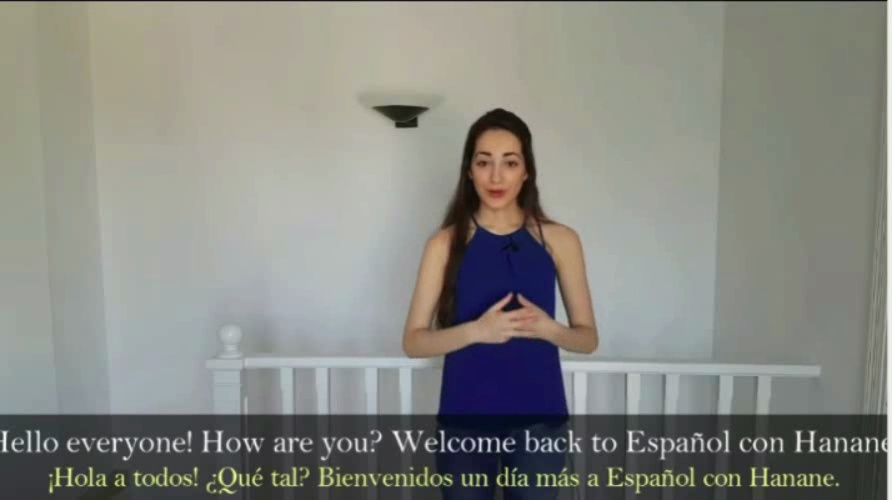 Hello everyone! How are you? Welcome back to Español con Hanane
¡Hola a todos! ¿Qué tal? Bienvenidos un día más a Español con Hanane.